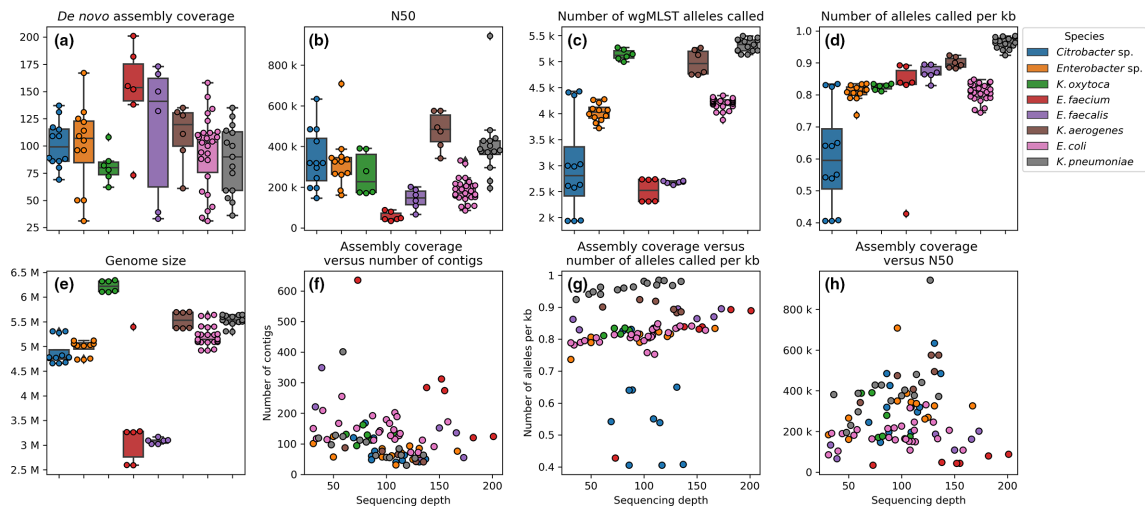 De novo assembly coverage
N50
Number of wgMLST alleles called
Number of alleles called per kb
(a)
(b)
(c)
(d)
200
175
150
125
100
75
50
25
800 k
600 k
400 k
200 k
0
5.5 k
5 k
4.5 k
4 k
3.5 k
3 k
2.5 k
2 k
0.9
0.8
0.7
0.6
0.5
0.4
Species
Citrobacter sp.
Enterobacter sp.
K. oxytoca
E. faecium
E. faecalis
K. aerogenes
E. coli
K. pneumoniae
Genome size
Assembly coverage
versus number of contigs
Assembly coverage versus
number of alleles called per kb
Assembly coverage
versus N50
(e)
(f)
(g)
(h)
6.5 M
6 M
5.5 M
5 M
4.5 M
4 M
3.5 M
3 M
2.5 M
Number of contigs
600
500
400
300
200
100
0
50
100
150
200
Sequencing depth
Number of alleles per kb
1
0.9
0.8
0.7
0.6
0.5
0.4
50
100
150
200
Sequencing depth
800 k
600 k
400 k
200 k
0
50
100
150
200
Sequencing depth